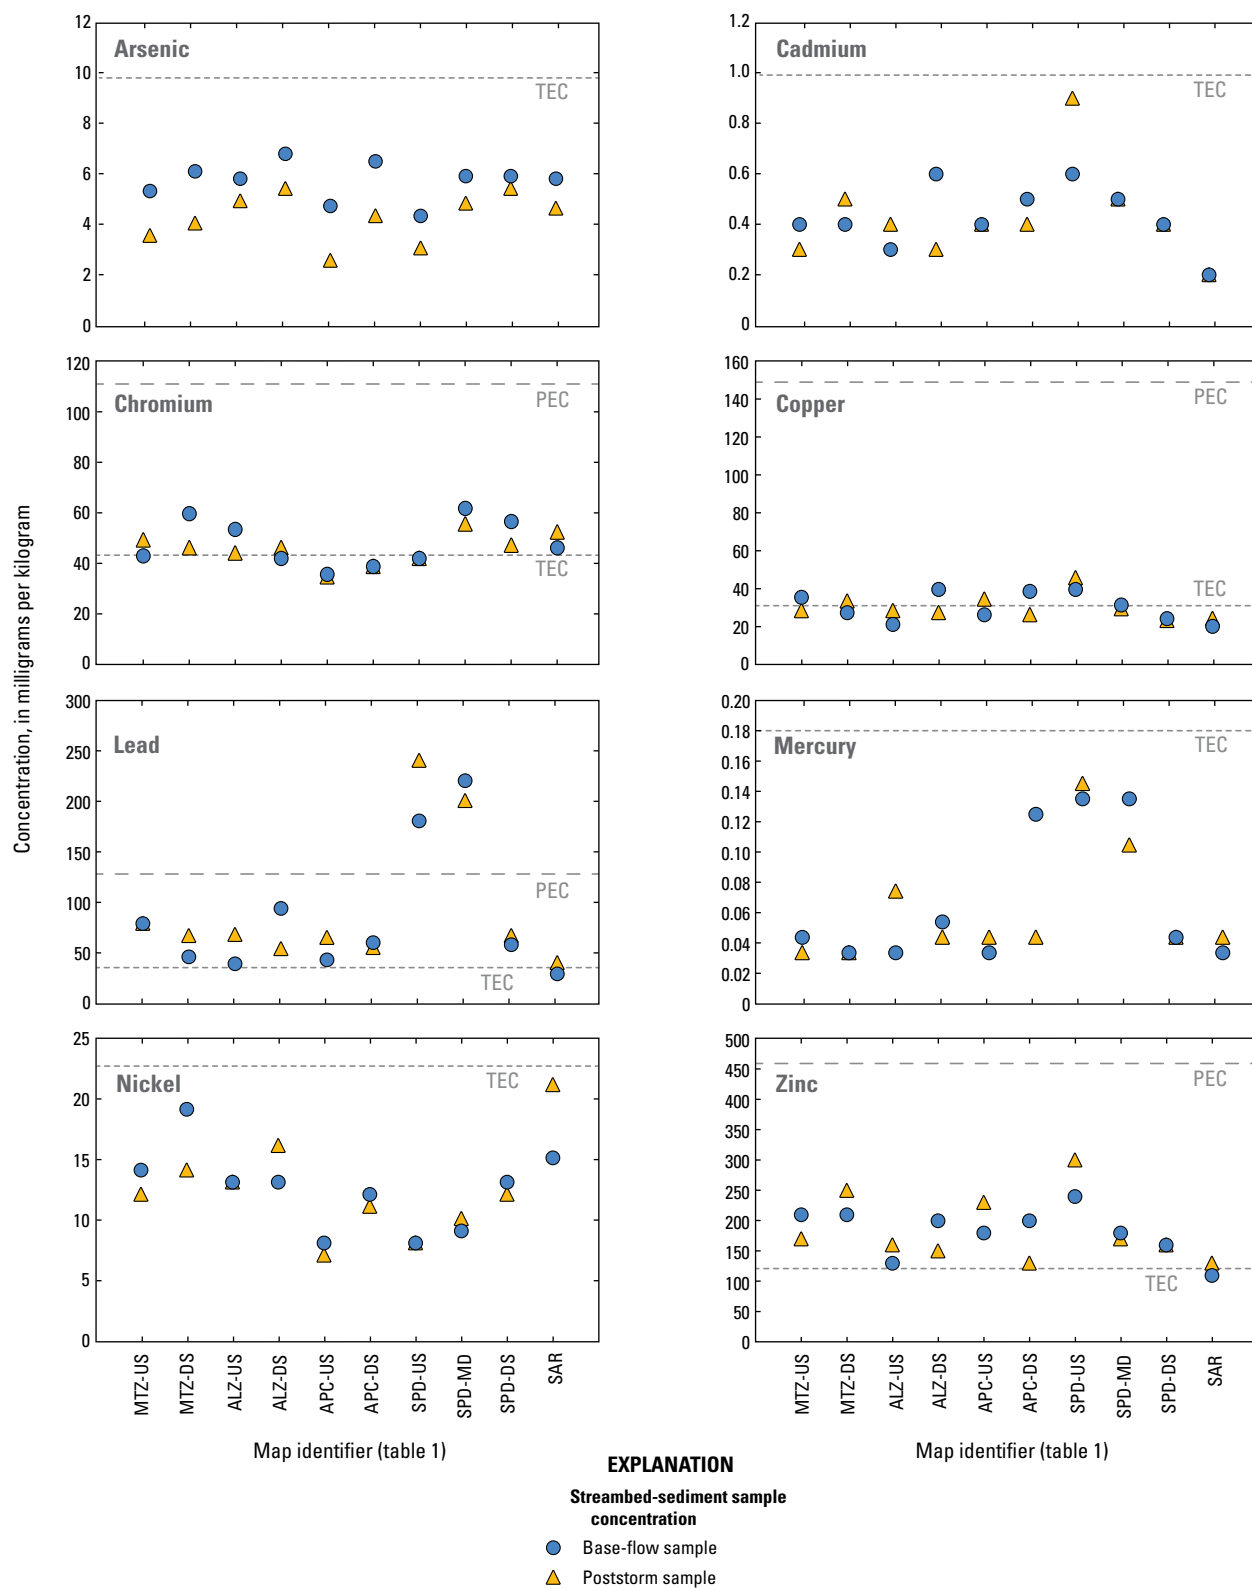 Concentration, in milligrams per kilogram
Arsenic
12
10
8
6
4
2
0
TEC
Cadmium
1.2
1.0
0.8
0.6
0.4
0.2
0
TEC
Chromium
120
100
80
60
40
20
0
PEC
TEC
Copper
160
140
120
100
80
60
40
20
0
PEC
TEC
Lead
300
250
200
150
100
50
0
PEC
TEC
Mercury
0.20
0.18
0.16
0.14
0.12
0.10
0.08
0.06
0.04
0.02
0
TEC
Nickel
25
20
15
10
5
0
TEC
Zinc
500
450
400
350
300
250
200
150
100
50
0
PEC
TEC
MTZ-US
MTZ-DS
ALZ-US
ALZ-DS
APC-US
APC-DS
SPD-US
SPD-MD
SPD-DS
SAR
Map identifier (table 1)
MTZ-US
MTZ-DS
ALZ-US
ALZ-DS
APC-US
APC-DS
SPD-US
SPD-MD
SPD-DS
SAR
Map identifier (table 1)
EXPLANATION
Streambed-sediment sample
concentration
Base-flow sample
Poststorm sample